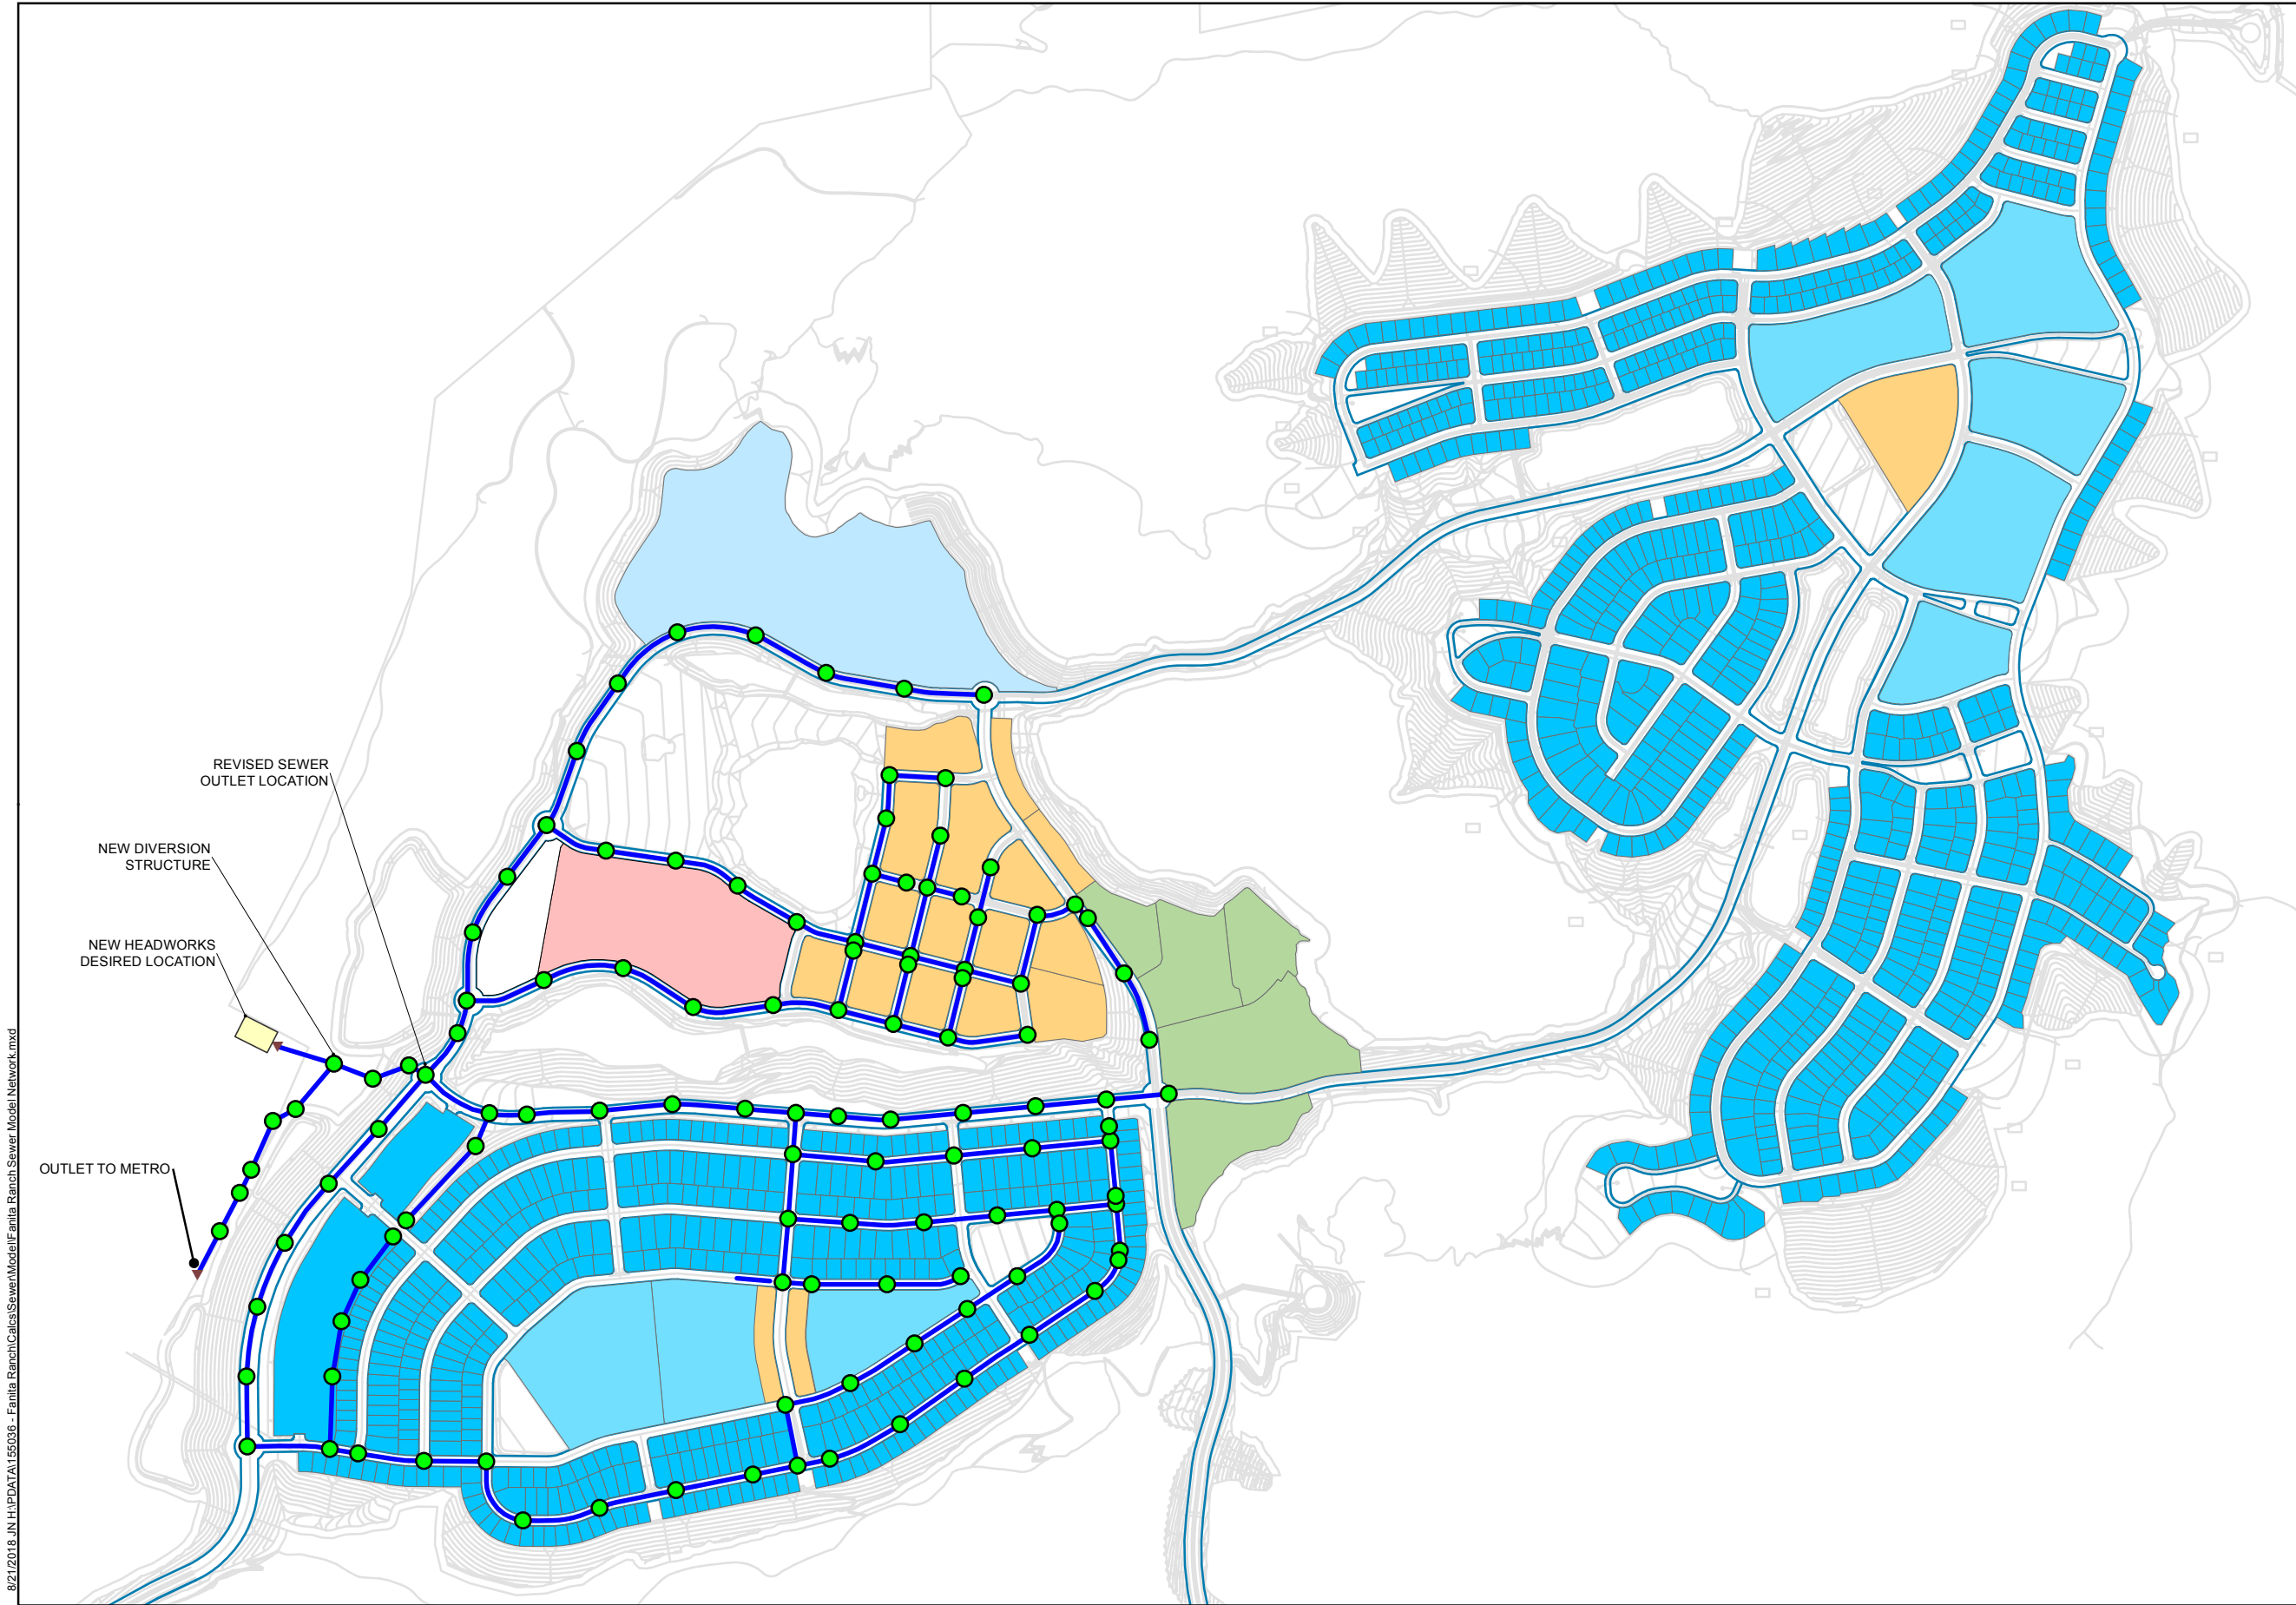 REVISED SEWER
OUTLET LOCATION
NEW DIVERSION
STRUCTURE
NEW HEADWORKS
DESIRED LOCATION
OUTLET TO METRO
8/21/2018 JN H:\PDATA\155036 - Fanita Ranch\Calcs\Sewer\Model\Fanita Ranch Sewer Model Network.mxd